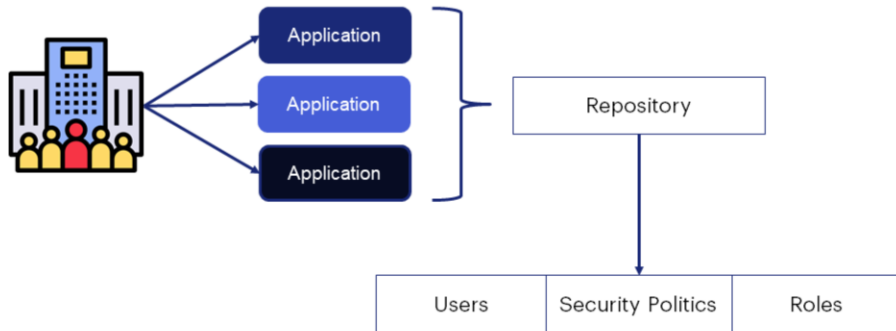 Application
Application
Repository
Application
Users
Security Politics
Roles